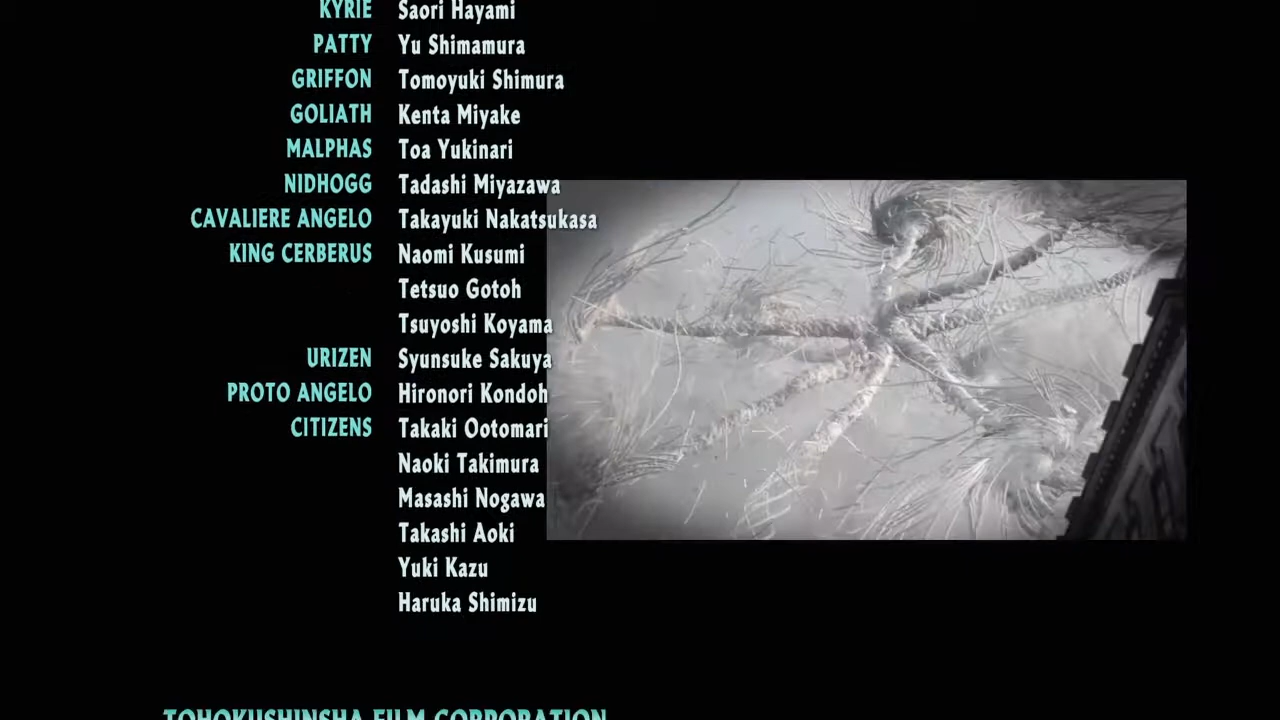 KYRIE Saori Hayami
PATTY Yu Shimamura
GRIFFON Tomoyuki Shimura
GOLIATH Kenta Miyake
MALPHAS Toa Yukinari
NIDHOGG Tadashi Miyazawa
CAVALIERE ANGELO Takayuki Nakatsukasa
KING CERBERUS Naomi Kusumi
Tetsuo Gotoh
Tsuyoshi Koyama
URIZEN Syunsuke Sakuya
PROTO ANGELO Hironori Kondoh
CITIZENS Takaki Ootomari
Naoki Takimura
Masashi Nogawa
Takashi Aoki
Yuki Kazu
Haruka Shimizu
TOHOKUSHINSHA FILM CORPORATION